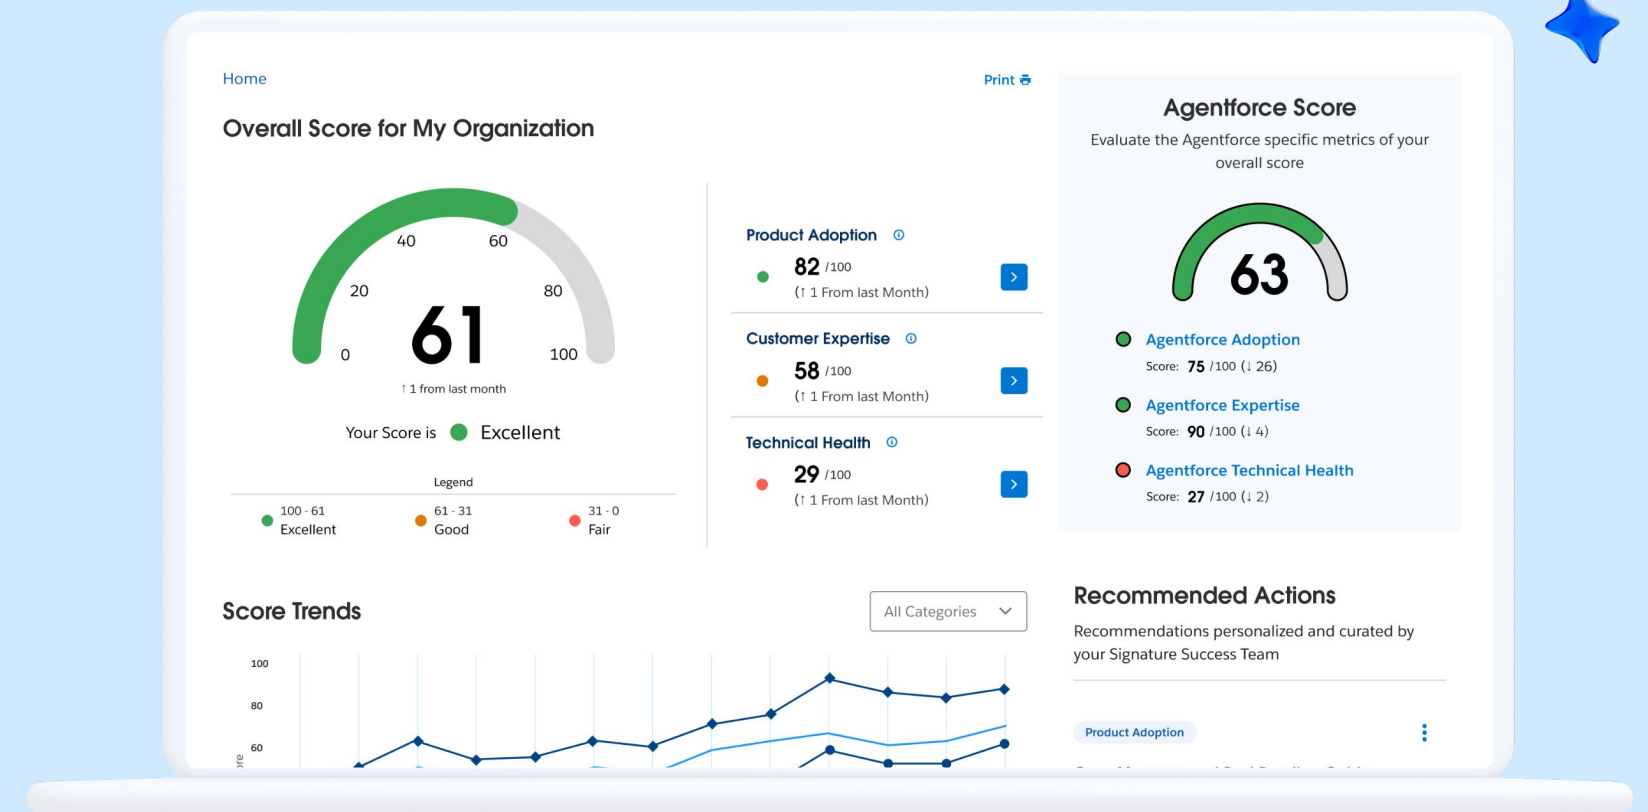 Home
Print
Overall Score for My Organization
40
60
20
80
0
61
100
↑ 1 from last month
Your Score is Excellent
Legend
100 - 61
Excellent
61 - 31
Good
31 - 0
Fair
Product Adoption
82 /100
(↑ 1 From last Month)
Customer Expertise
58 /100
(↑ 1 From last Month)
Technical Health
29 /100
(↑ 1 From last Month)
Agentforce Score
Evaluate the Agentforce specific metrics of your
overall score
63
Agentforce Adoption
Score: 75 /100 (↓ 26)
Agentforce Expertise
Score: 90 /100 (↓ 4)
Agentforce Technical Health
Score: 27 /100 (↓ 2)
Score Trends
All Categories
100
80
60
Recommended Actions
Recommendations personalized and curated by
your Signature Success Team
Product Adoption